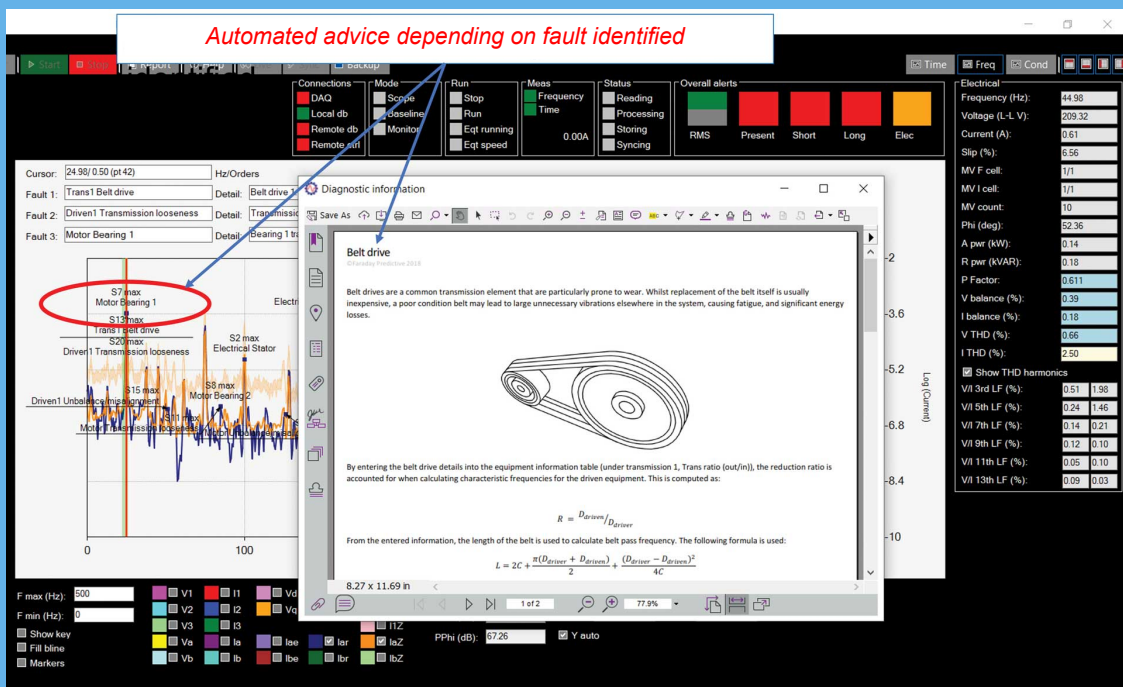 Automated advice depending on fault identified
Start
Stop
Report
Help
Backup
Time
Freq
Cond
Connections
DAQ
Local db
Remote db
Remote ctrl
Mode
Scope
Baseline
Monitor
Run
Stop
Run
Eqt running
Eqt speed
Meas
Frequency
Time
0.00A
Status
Reading
Processing
Storing
Syncing
Overall alerts
RMS Present Short Long Elec
Electrical
Frequency (Hz): 44.98
Voltage (L-L V): 209.32
Current (A): 0.61
Slip (%): 6.56
MV F cell: 1/1
MV I cell: 1/1
MV count: 10
Phi (deg): 52.36
A pwr (kW): 0.14
R pwr (kVAR): 0.18
P Factor: 0.611
V balance (%): 0.39
I balance (%): 0.18
V THD (%): 0.66
I THD (%): 2.50
Show THD harmonics
V/I 3rd LF (%): 0.51 1.98
V/I 5th LF (%): 0.24 1.46
V/I 7th LF (%): 0.14 0.21
V/I 9th LF (%): 0.12 0.10
V/I 11th LF (%): 0.05 0.10
V/I 13th LF (%): 0.09 0.03
Cursor: 24.98/ 0.50 (pt 42) Hz/Orders
Fault 1: Trans1 Belt drive Detail: Belt drive 1
Fault 2: Driven1 Transmission looseness Detail: Transmissio
Fault 3: Motor Bearing 1 Detail: Bearing 1 tra
S7 max
Motor Bearing 1
S13 max
Trans1 Belt drive
S20 max
Driven1 Transmission looseness
S2 max
Electrical Stator
Electri
S15 max
Driven1 Unbalance/misalignment
S8 max
Motor Bearing 2
S11 max
Motor Transmission looseness
0 100
-2
-3.6
-5.2
-6.8
-8.4
-10
Log (Current)
Diagnostic information
Save As
Belt drive
©Faraday Predictive 2018
Belt drives are a common transmission element that are particularly prone to wear. Whilst replacement of the belt itself is usually
inexpensive, a poor condition belt may lead to large unnecessary vibrations elsewhere in the system, causing fatigue, and significant energy
losses.
By entering the belt drive details into the equipment information table (under transmission 1, Trans ratio (out/in)), the reduction ratio is
accounted for when calculating characteristic frequencies for the driven equipment. This is computed as:
R = D_driven / D_driver
From the entered information, the length of the belt is used to calculate belt pass frequency. The following formula is used:
L = 2C + π(D_driver + D_driven)/2 + (D_driver − D_driven)²/4C
8.27 x 11.69 in
1 of 2
77.9%
F max (Hz): 500
F min (Hz): 0
Show key
Fill bline
Markers
V1 I1 Vd
V2 I2 Vq
V3 I3 I1Z
Va Ia Iae Iar IaZ
Vb Ib Ibe Ibr IbZ
PPhi (dB): 67.26
Y auto